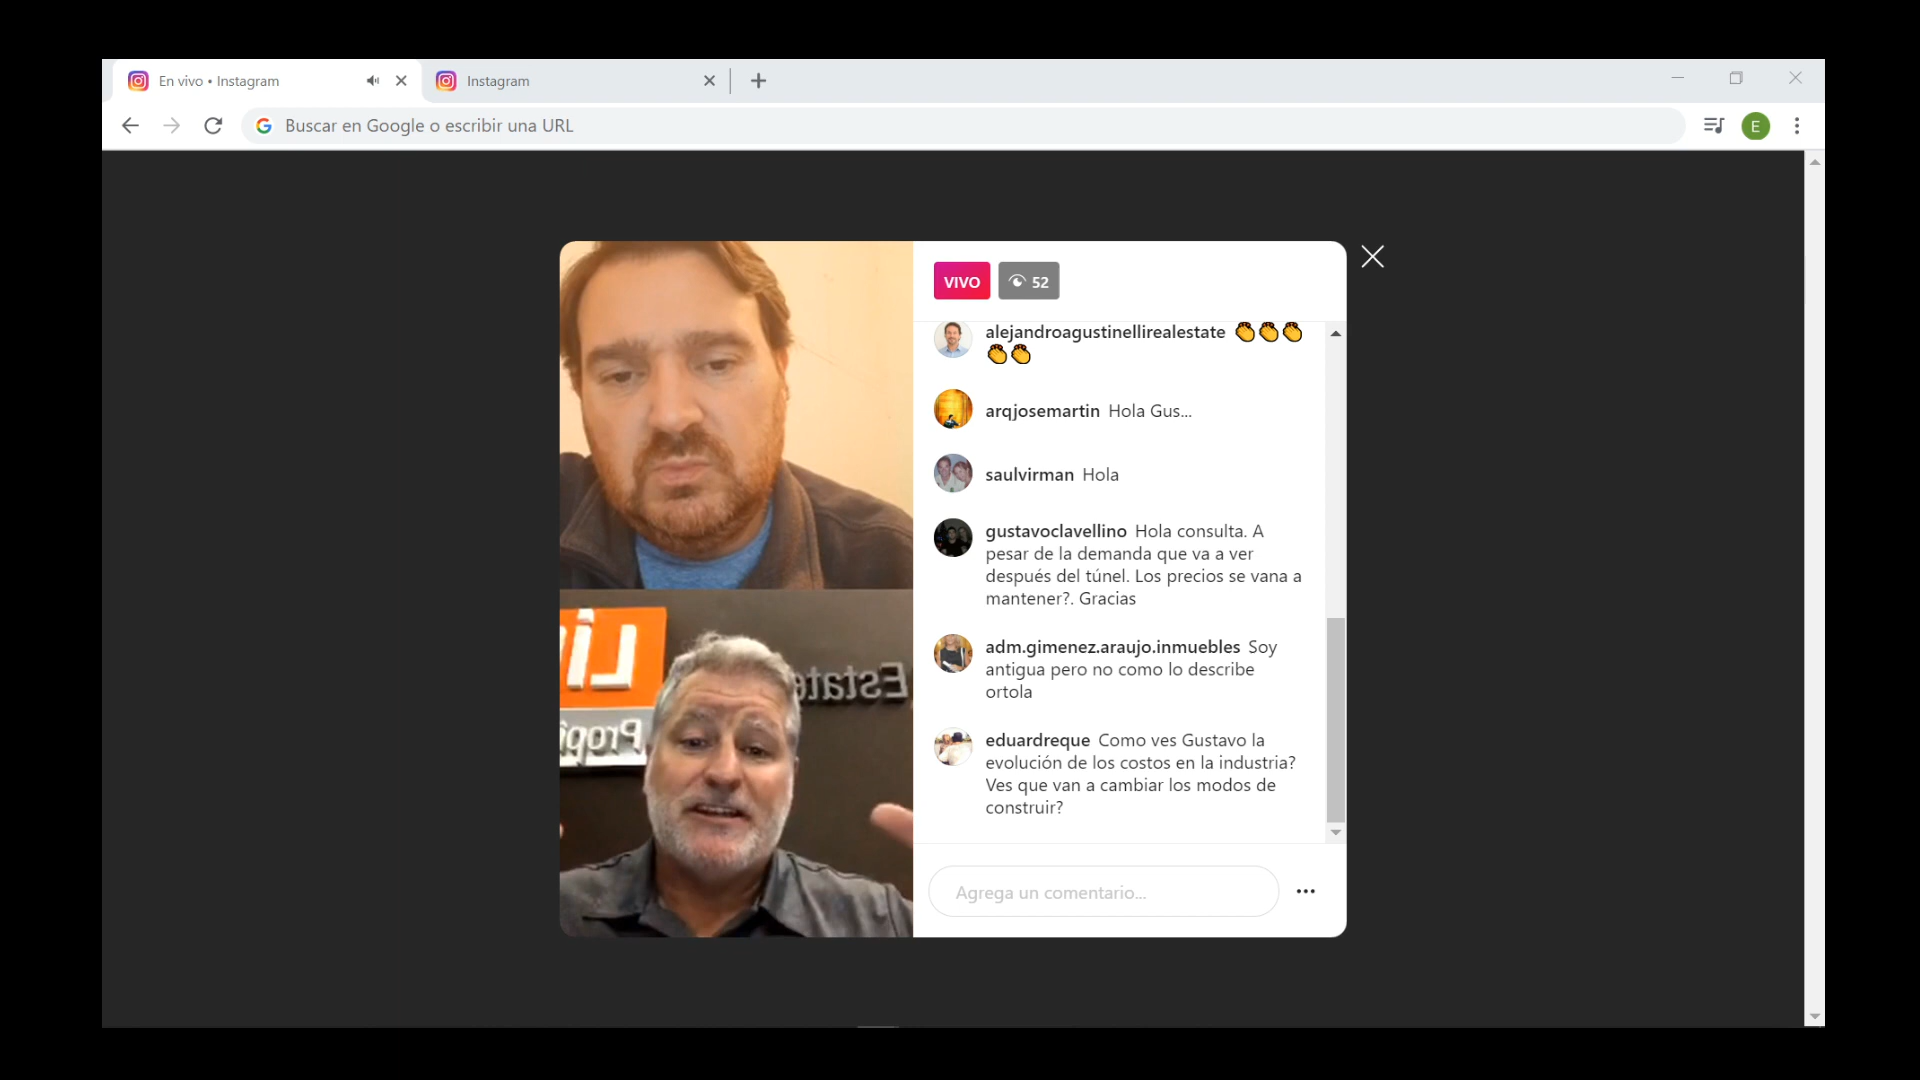 En vivo • Instagram
Instagram
Buscar en Google o escribir una URL
E
VIVO
52
alejandroagustinellirealestate 👏👏👏
👏👏
arqjosemartin Hola Gus...
saulvirman Hola
gustavoclavellino Hola consulta. A
pesar de la demanda que va a ver
después del túnel. Los precios se vana a
mantener?. Gracias
adm.gimenez.araujo.inmuebles Soy
antigua pero no como lo describe
ortola
eduardreque Como ves Gustavo la
evolución de los costos en la industria?
Ves que van a cambiar los modos de
construir?
Agrega un comentario...
Estate